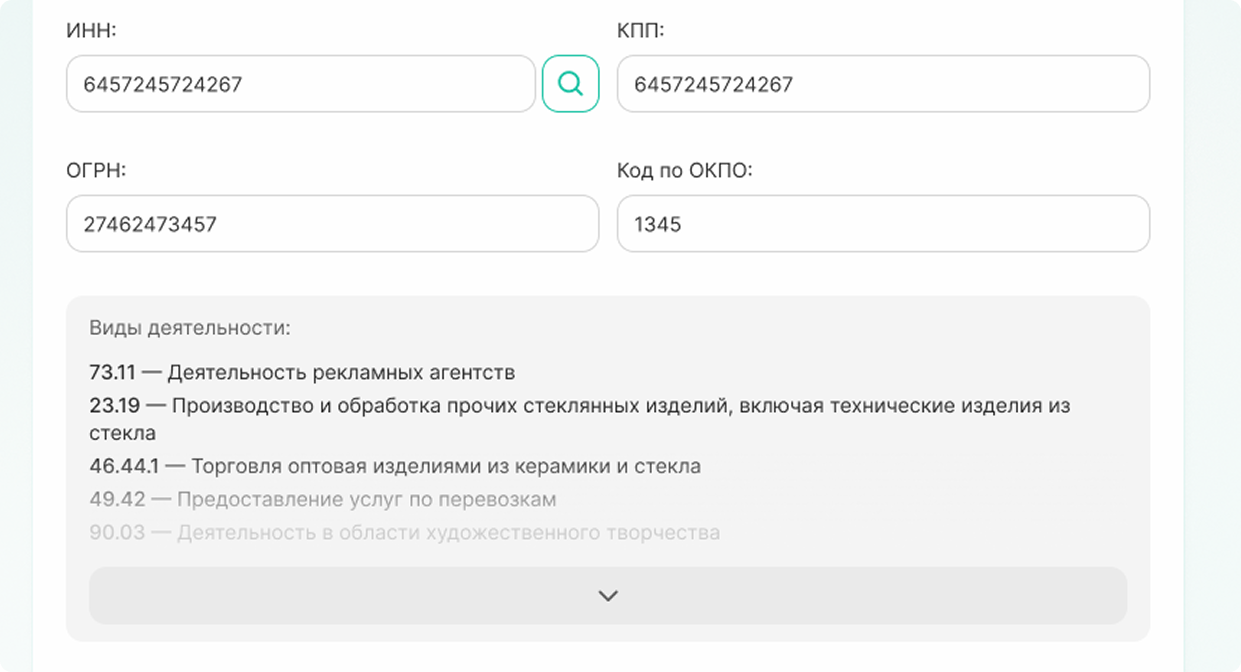 ИНН:
КПП:
6457245724267
6457245724267
ОГРН:
Код по ОКПО:
27462473457
1345
Виды деятельности:
73.11 — Деятельность рекламных агентств
23.19 — Производство и обработка прочих стеклянных изделий, включая технические изделия из
стекла
46.44.1 — Торговля оптовая изделиями из керамики и стекла
49.42 — Предоставление услуг по перевозкам
90.03 — Деятельность в области художественного творчества